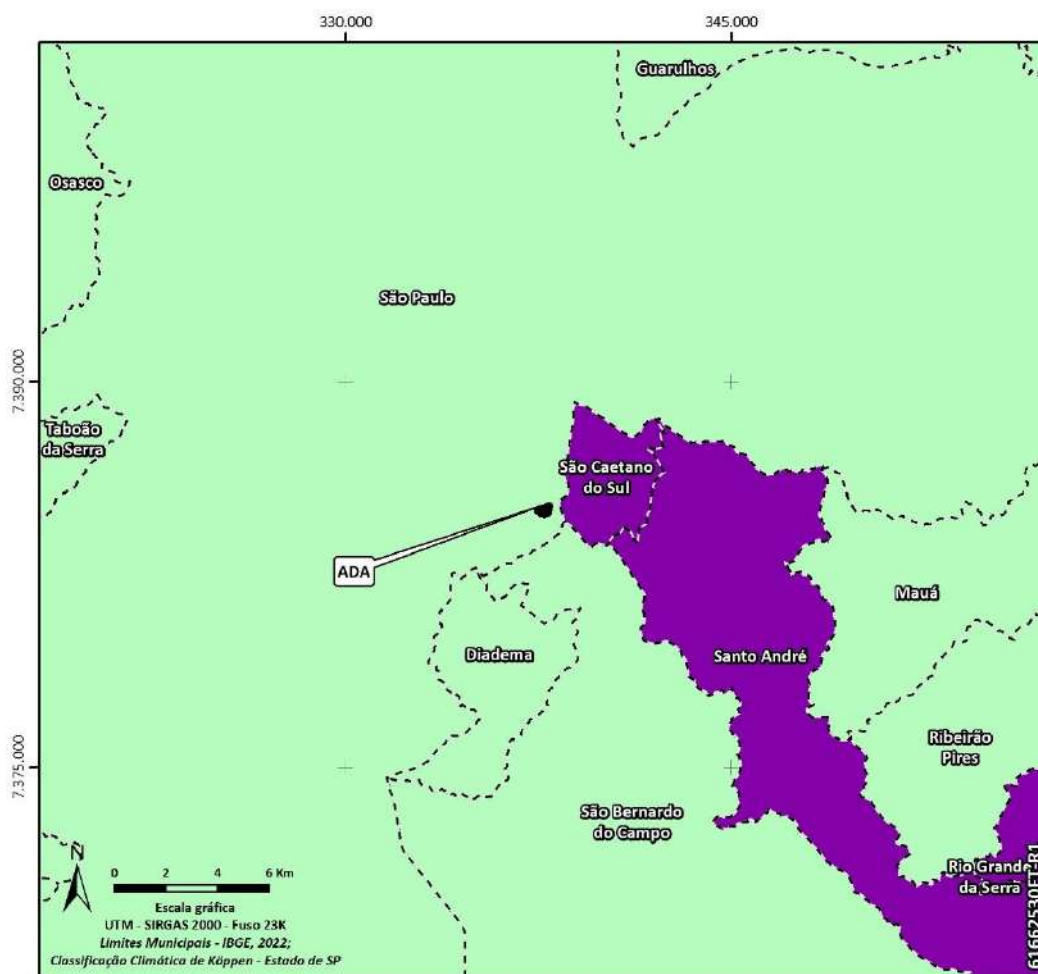 330.000
345.000
Guarulhos
Osasco
São Paulo
7.390.000
Taboão
da Serra
São Caetano
do Sul
ADA
Mauá
Diadema
Santo André
Ribeirão
Pires
7.375.000
São Bernardo
do Campo
Rio Grande
da Serra
N
0 2 4 6 Km
Escala gráfica
UTM - SIRGAS 2000 - Fuso 23K
Limites Municipais - IBGE, 2022;
Classificação Climática de Köppen - Estado de SP
61662530ET-R1